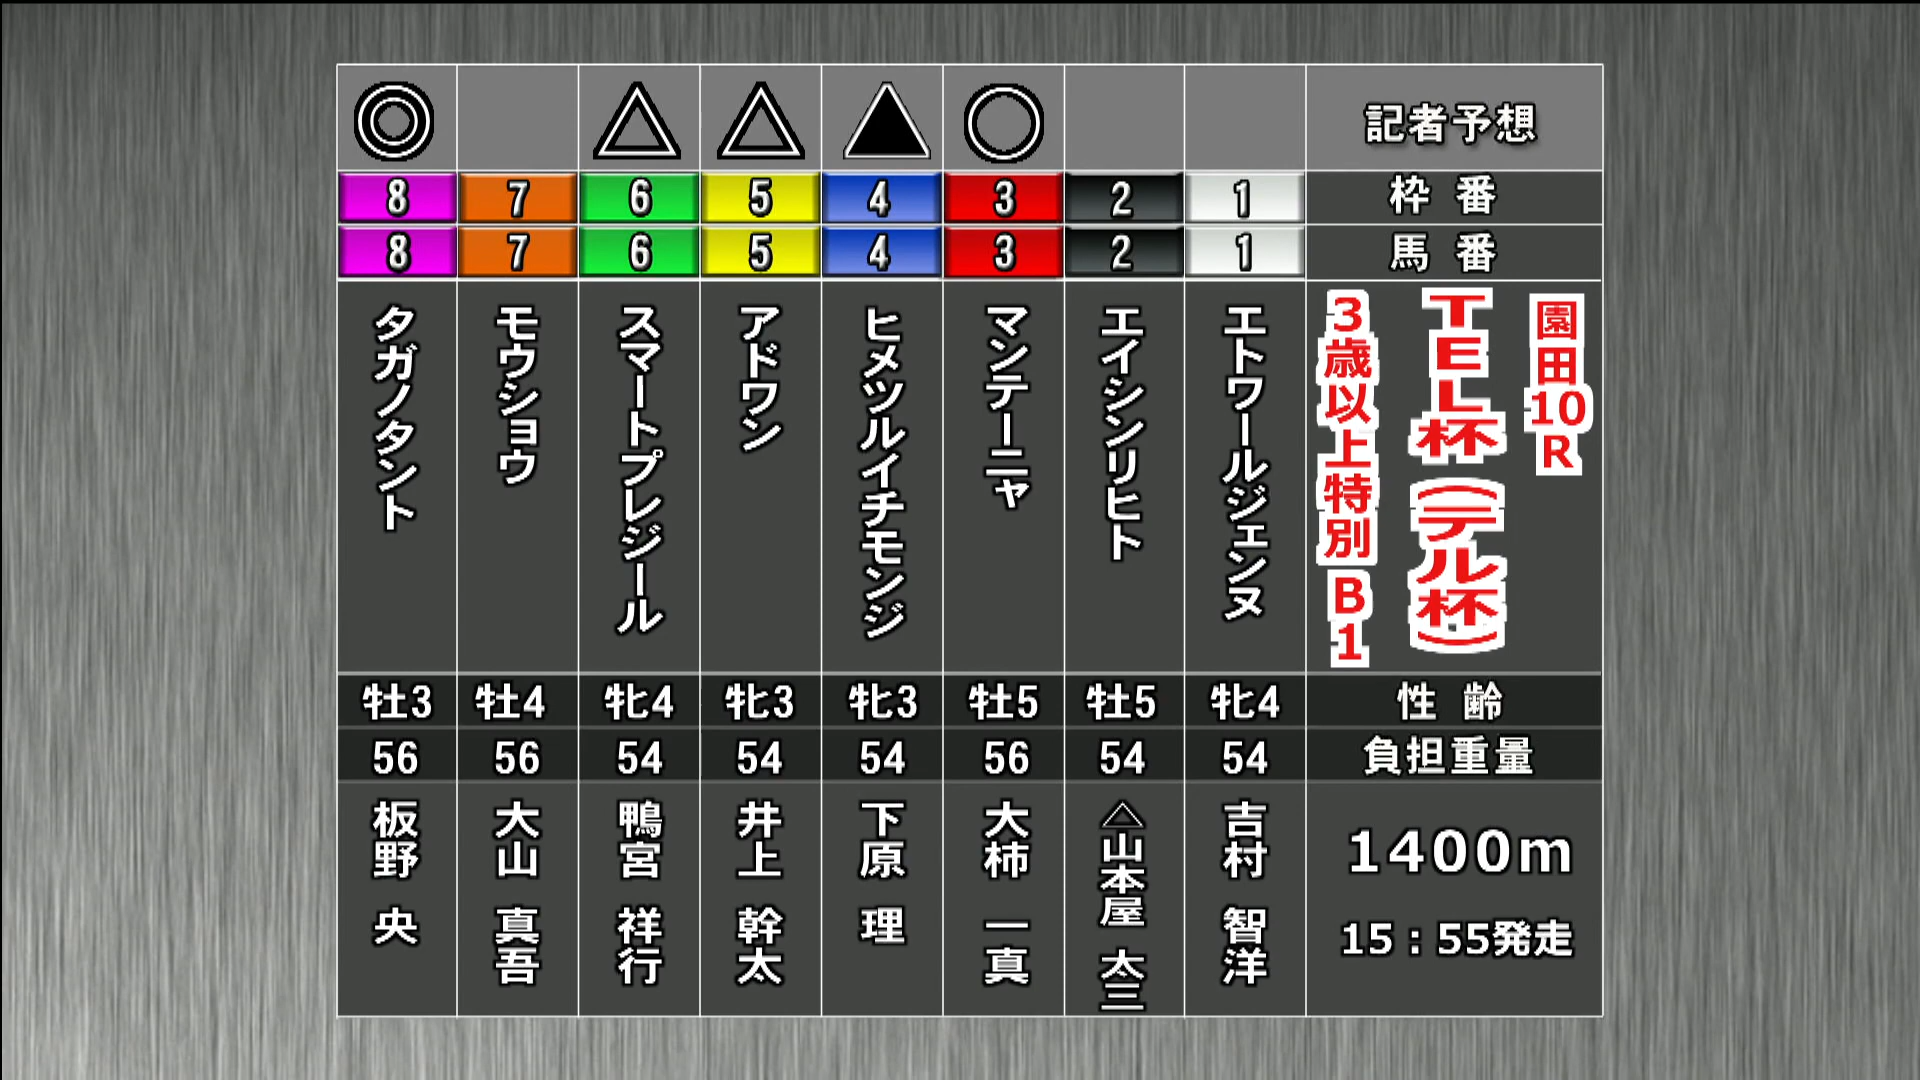 記者予想
枠番
馬番
園田10R
TEL杯(テル杯)
3歳以上特別 B1
性齢
負担重量
1400m
15:55発走
1
1
エトワールジェンヌ
牝4
54
吉村 智洋
2
2
エイシンリヒト
牡5
54
△山本屋 太三
○
3
3
マンテーニャ
牡5
56
大柿 一真
▲
4
4
ヒメツルイチモンジ
牝3
54
下原 理
△
5
5
アドワン
牝3
54
井上 幹太
△
6
6
スマートプレジール
牝4
54
鴨宮 祥行
7
7
モウショウ
牡4
56
大山 真吾
◎
8
8
タガノタント
牡3
56
板野 央